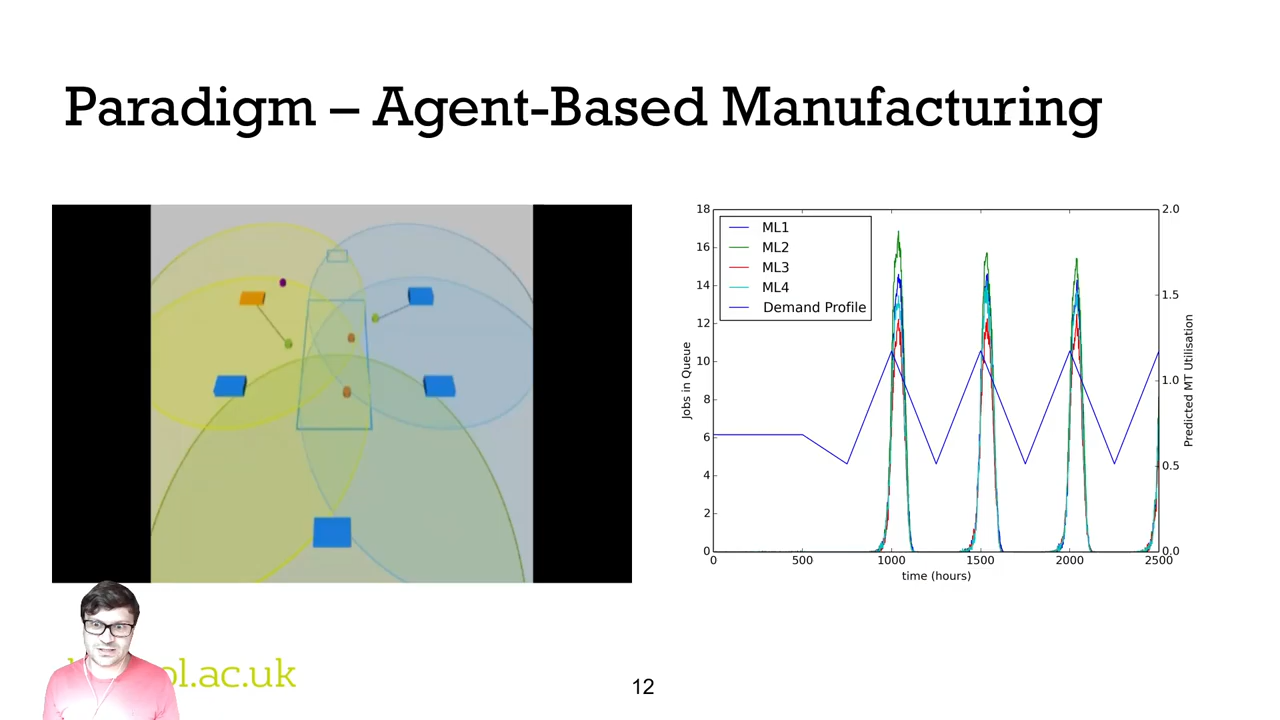 Paradigm – Agent-Based Manufacturing
18
16
14
12
10
8
6
4
2
0
Jobs in Queue
ML1
ML2
ML3
ML4
Demand Profile
2.0
1.5
1.0
0.5
0.0
Predicted MT Utilisation
0 500 1000 1500 2000 2500
time (hours)
ol.ac.uk
12